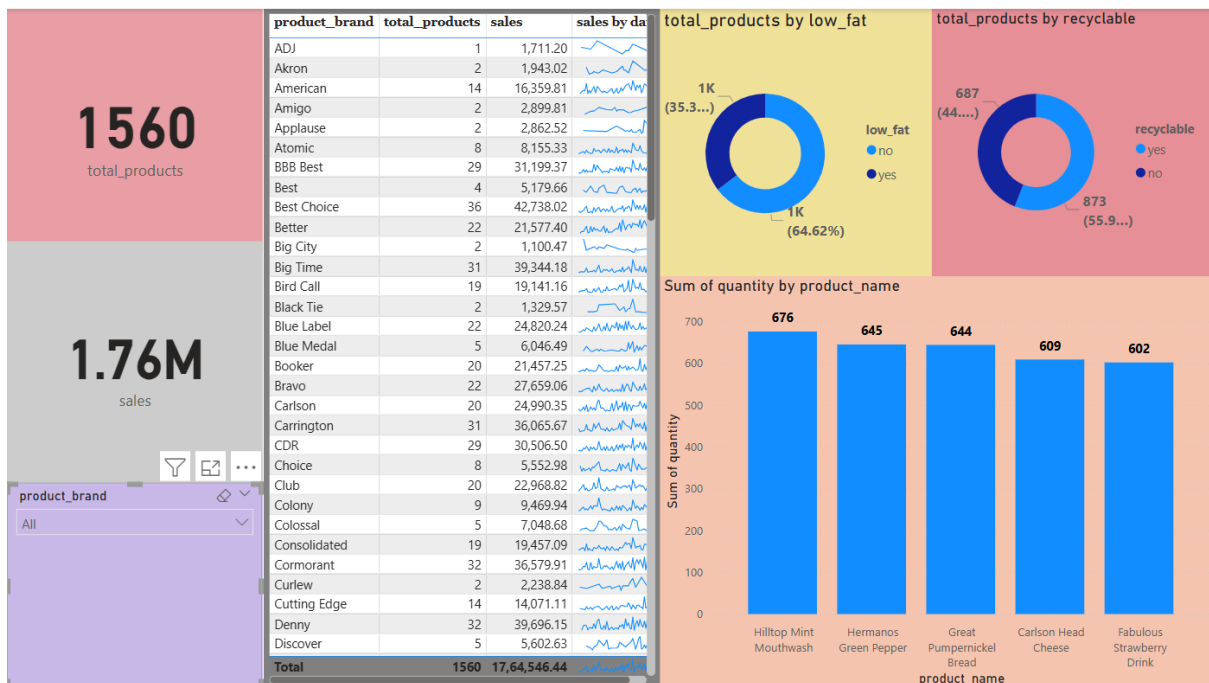 1560
total_products
1.76M
sales
product_brand
All
product_brand total_products sales sales by da
ADJ 1 1,711.20
Akron 2 1,943.02
American 14 16,359.81
Amigo 2 2,899.81
Applause 2 2,862.52
Atomic 8 8,155.33
BBB Best 29 31,199.37
Best 4 5,179.66
Best Choice 36 42,738.02
Better 22 21,577.40
Big City 2 1,100.47
Big Time 31 39,344.18
Bird Call 19 19,141.16
Black Tie 2 1,329.57
Blue Label 22 24,820.24
Blue Medal 5 6,046.49
Booker 20 21,457.25
Bravo 22 27,659.06
Carlson 20 24,990.35
Carrington 31 36,065.67
CDR 29 30,506.50
Choice 8 5,552.98
Club 20 22,968.82
Colony 9 9,469.94
Colossal 5 7,048.68
Consolidated 19 19,457.09
Cormorant 32 36,579.91
Curlew 2 2,238.84
Cutting Edge 14 14,071.11
Denny 32 39,696.15
Discover 5 5,602.63
Total 1560 17,64,546.44
total_products by low_fat
1K
(35.3...)
1K
(64.62%)
low_fat
no
yes
total_products by recyclable
687
(44....)
873
(55.9...)
recyclable
yes
no
Sum of quantity by product_name
Sum of quantity
700
600
500
400
300
200
100
0
676
645
644
609
602
Hilltop Mint
Mouthwash
Hermanos
Green Pepper
Great
Pumpernickel
Bread
Carlson Head
Cheese
Fabulous
Strawberry
Drink
product_name